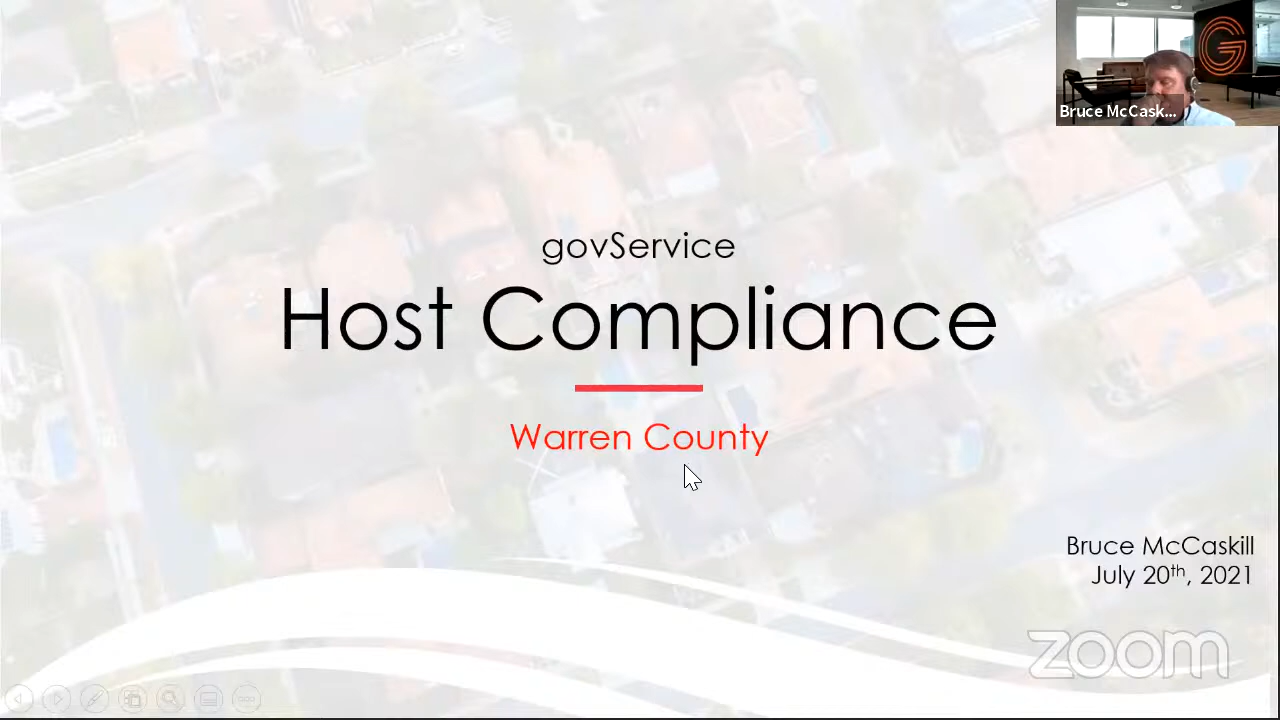 Bruce McCask...
govService
Host Compliance
Warren County
Bruce McCaskill
July 20th, 2021
zoom